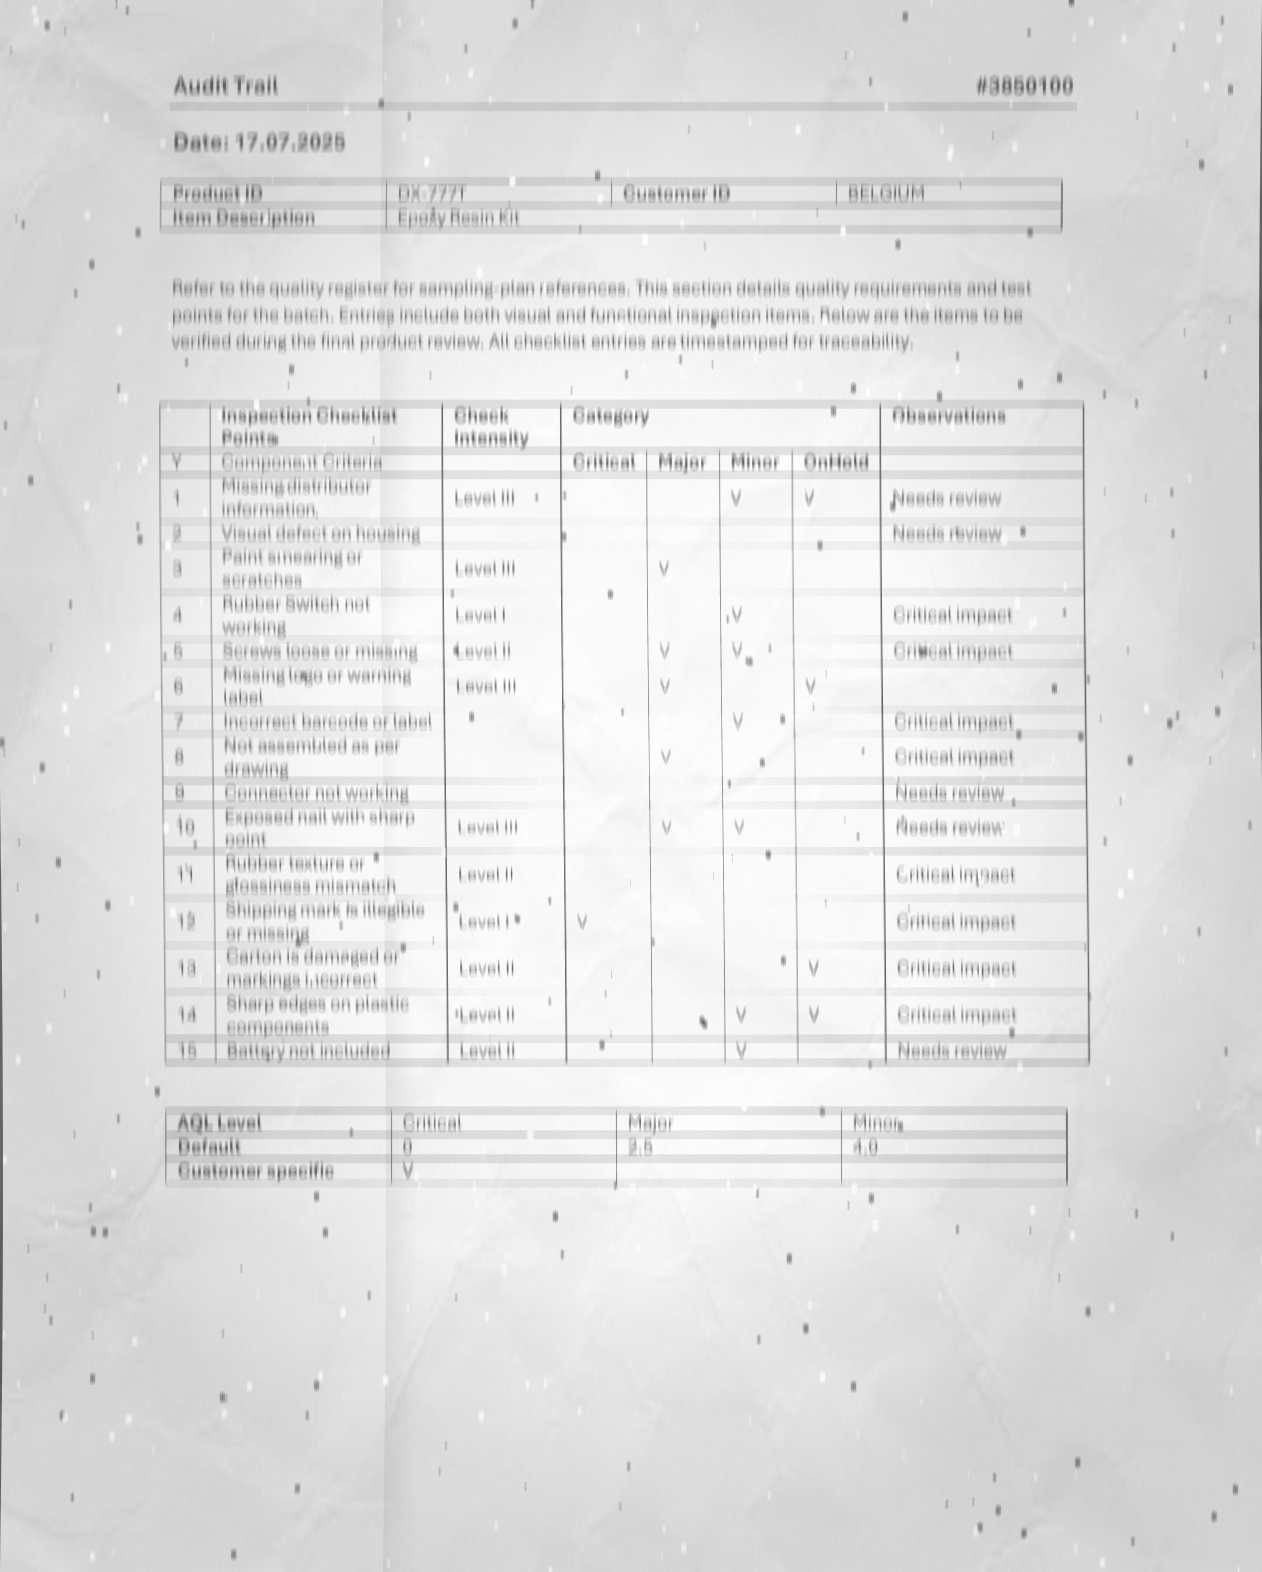 Audit Trail #3850100
Date: 17.07.2025
Product ID DX-777T Customer ID BELGIUM
Item Description Epoxy Resin Kit
Refer to the quality register for sampling-plan references. This section details quality requirements and test
points for the batch. Entries include both visual and functional inspection items. Below are the items to be
verified during the final product review. All checklist entries are timestamped for traceability.
Inspection Checklist Check Category Observations
Points Intensity
Y Component Criteria Critical Major Minor OnHold
Missing distributor
1 Level III V V Needs review
information.
2 Visual defect on housing Needs review
Paint smearing or
3 Level III V
scratches
Rubber Switch not
4 Level I V Critical impact
working
5 Screws loose or missing Level II V V Critical impact
Missing logo or warning
6 Level III V V
label
7 Incorrect barcode or label V Critical impact
Not assembled as per
8 V Critical impact
drawing
9 Connector not working Needs review
Exposed nail with sharp
10 Level III V V Needs review
point
Rubber texture or
11 Level II Critical impact
glossiness mismatch
Shipping mark is illegible
12 Level I V Critical impact
or missing
Carton is damaged or
13 Level II V Critical impact
markings incorrect
Sharp edges on plastic
14 Level II V V Critical impact
components
15 Battery not included Level II V Needs review
AQL Level Critical Major Minor
Default 0 2.5 4.0
Customer specific V